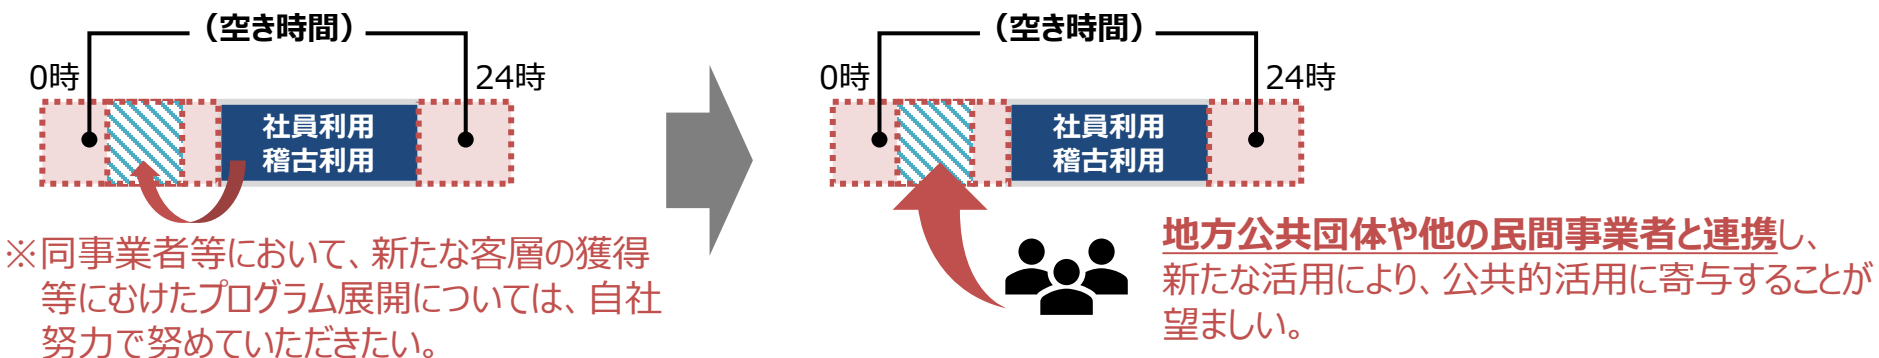 （空き時間）
0時
24時
社員利用
稽古利用
※同事業者等において、新たな客層の獲得
等にむけたプログラム展開については、自社
努力で努めていただきたい。
（空き時間）
0時
24時
社員利用
稽古利用
地方公共団体や他の民間事業者と連携し、
新たな活用により、公共的活用に寄与することが
望ましい。